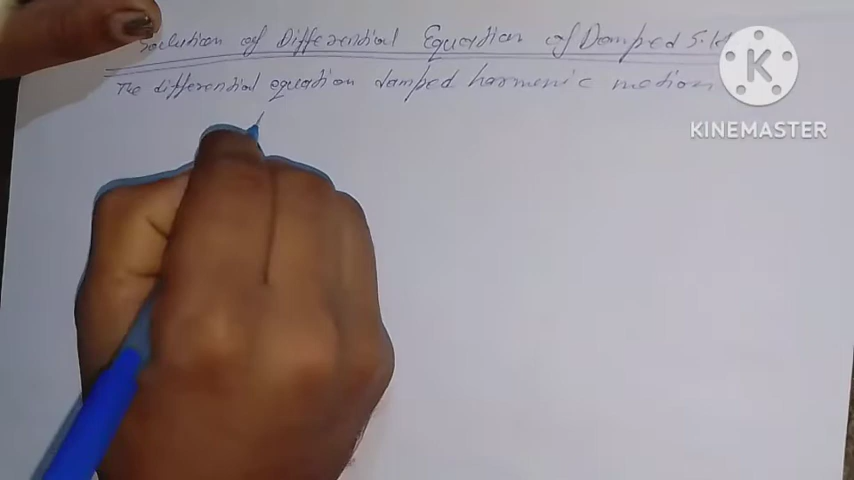 Solution of Differential Equation of Damped S.H
The differential equation damped harmonic motion
K
KINEMASTER